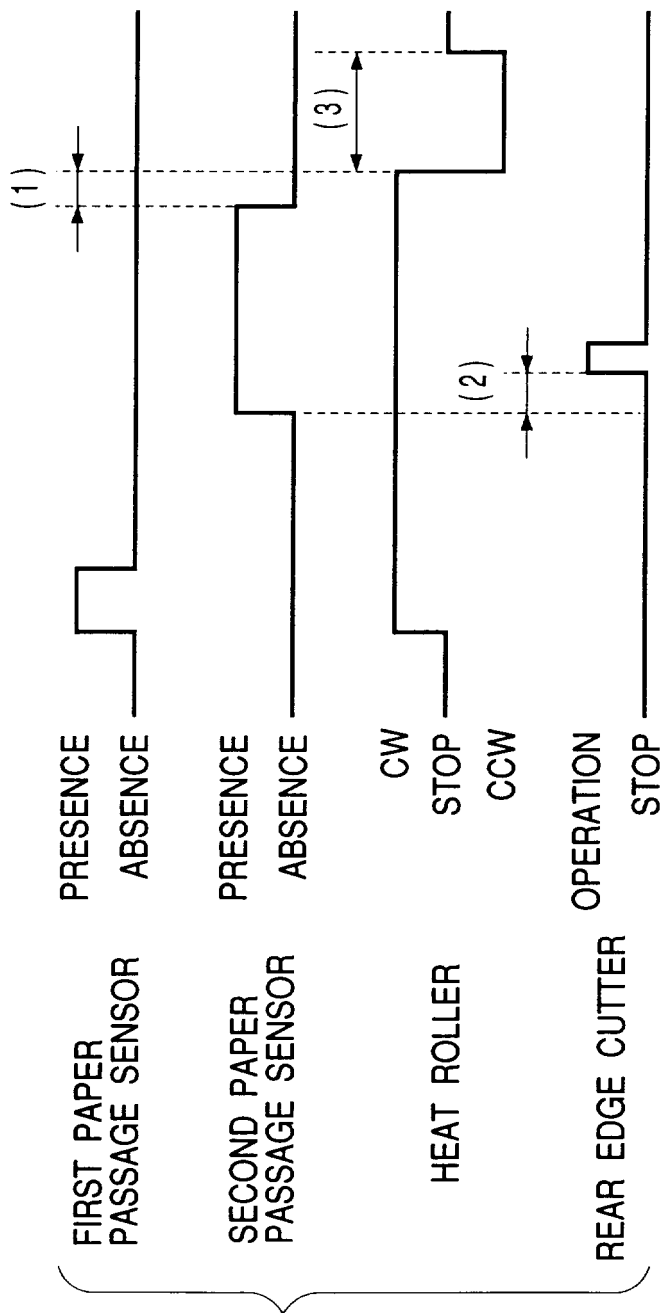 (1)
PRESENCE
FIRST PAPER
PASSAGE SENSOR
ABSENCE
PRESENCE
SECOND PAPER
PASSAGE SENSOR
ABSENCE
(3)
CW
HEAT ROLLER
STOP
CCW
(2)
OPERATION
REAR EDGE CUTTER
STOP